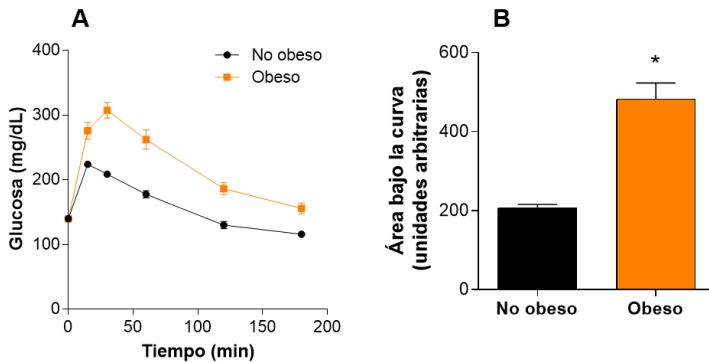 A
No obeso
Obeso
Glucosa (mg/dL)
400
300
200
100
0
0
50
100
150
200
Tiempo (min)
B
Área bajo la curva
(unidades arbitrarias)
600
400
200
0
*
No obeso
Obeso